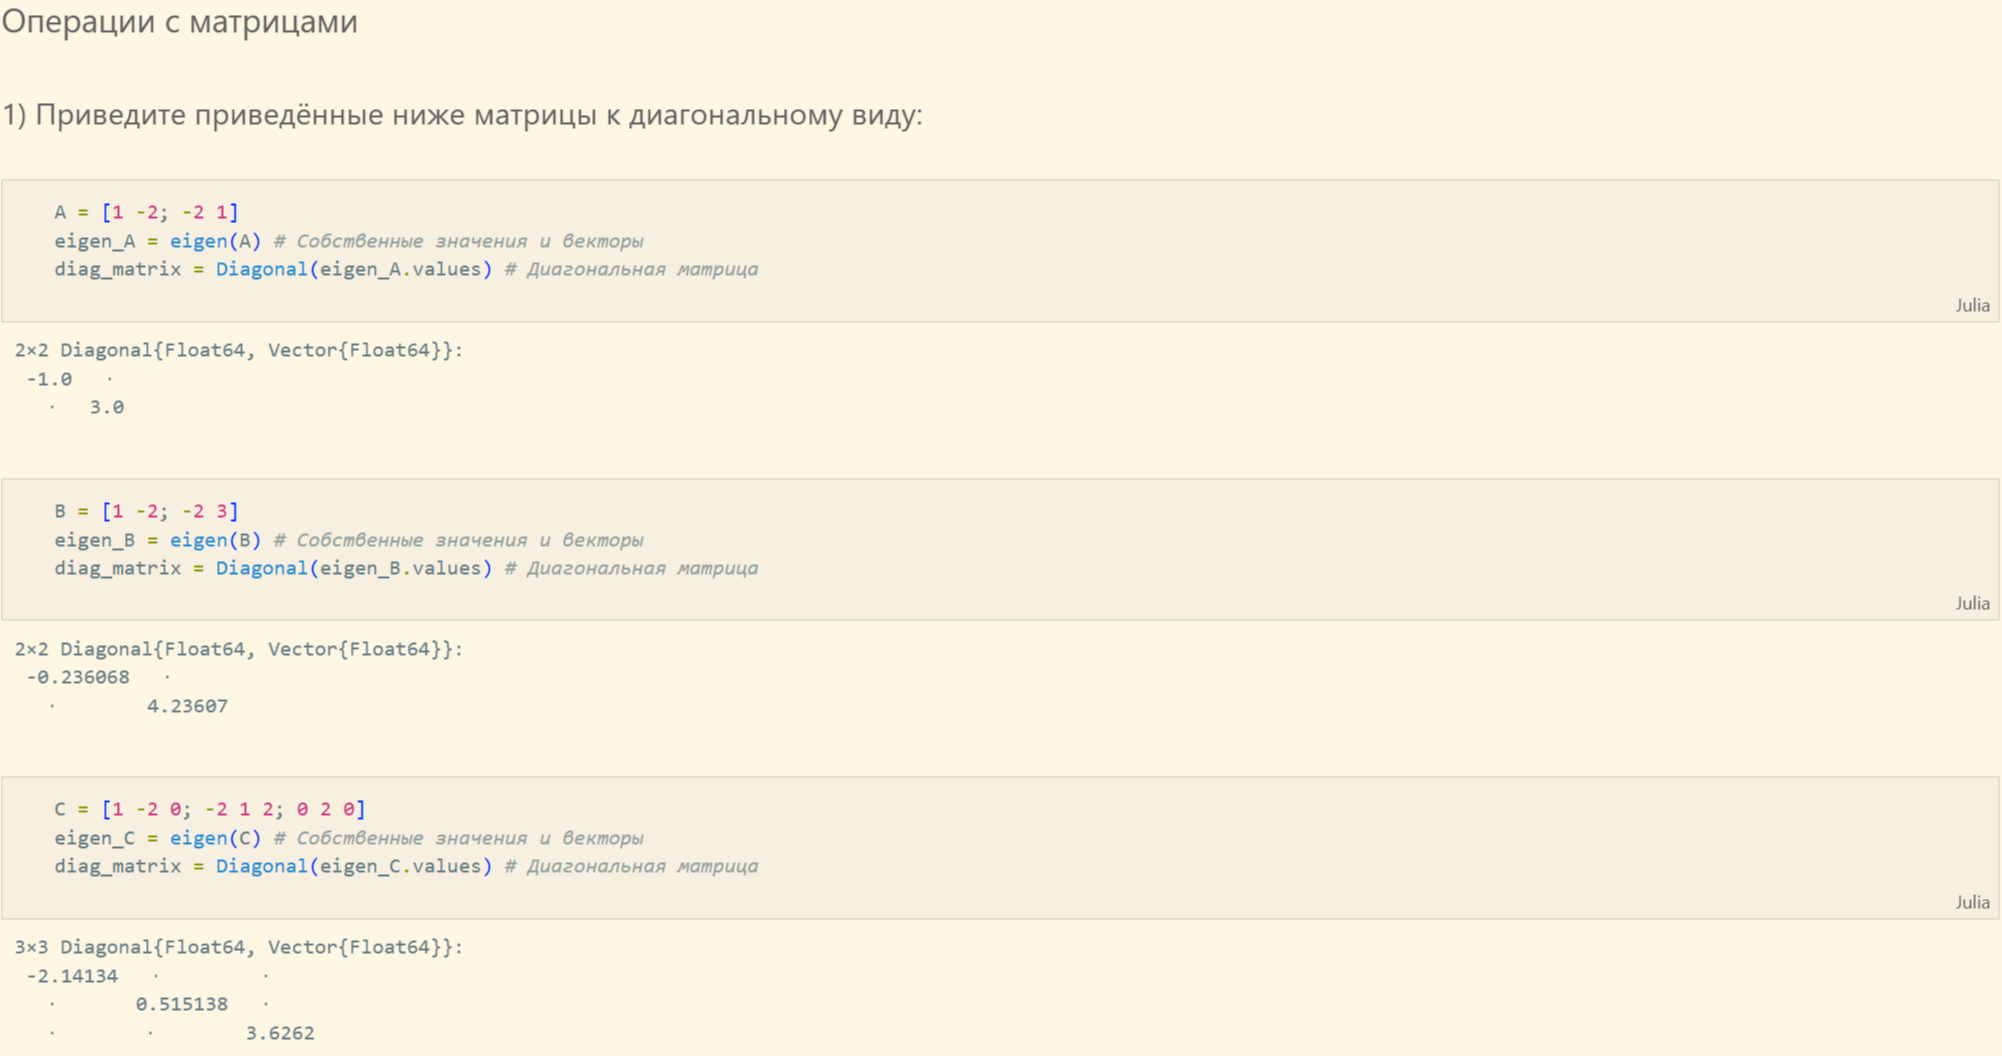 Операции с матрицами
1) Приведите приведённые ниже матрицы к диагональному виду:
A = [1 -2; -2 1]
eigen_A = eigen(A) # Собственные значения и векторы
diag_matrix = Diagonal(eigen_A.values) # Диагональная матрица
Julia
2×2 Diagonal{Float64, Vector{Float64}}:
-1.0 ⋅
⋅ 3.0
B = [1 -2; -2 3]
eigen_B = eigen(B) # Собственные значения и векторы
diag_matrix = Diagonal(eigen_B.values) # Диагональная матрица
Julia
2×2 Diagonal{Float64, Vector{Float64}}:
-0.236068 ⋅
⋅ 4.23607
C = [1 -2 0; -2 1 2; 0 2 0]
eigen_C = eigen(C) # Собственные значения и векторы
diag_matrix = Diagonal(eigen_C.values) # Диагональная матрица
Julia
3×3 Diagonal{Float64, Vector{Float64}}:
-2.14134 ⋅ ⋅
⋅ 0.515138 ⋅
⋅ ⋅ 3.6262